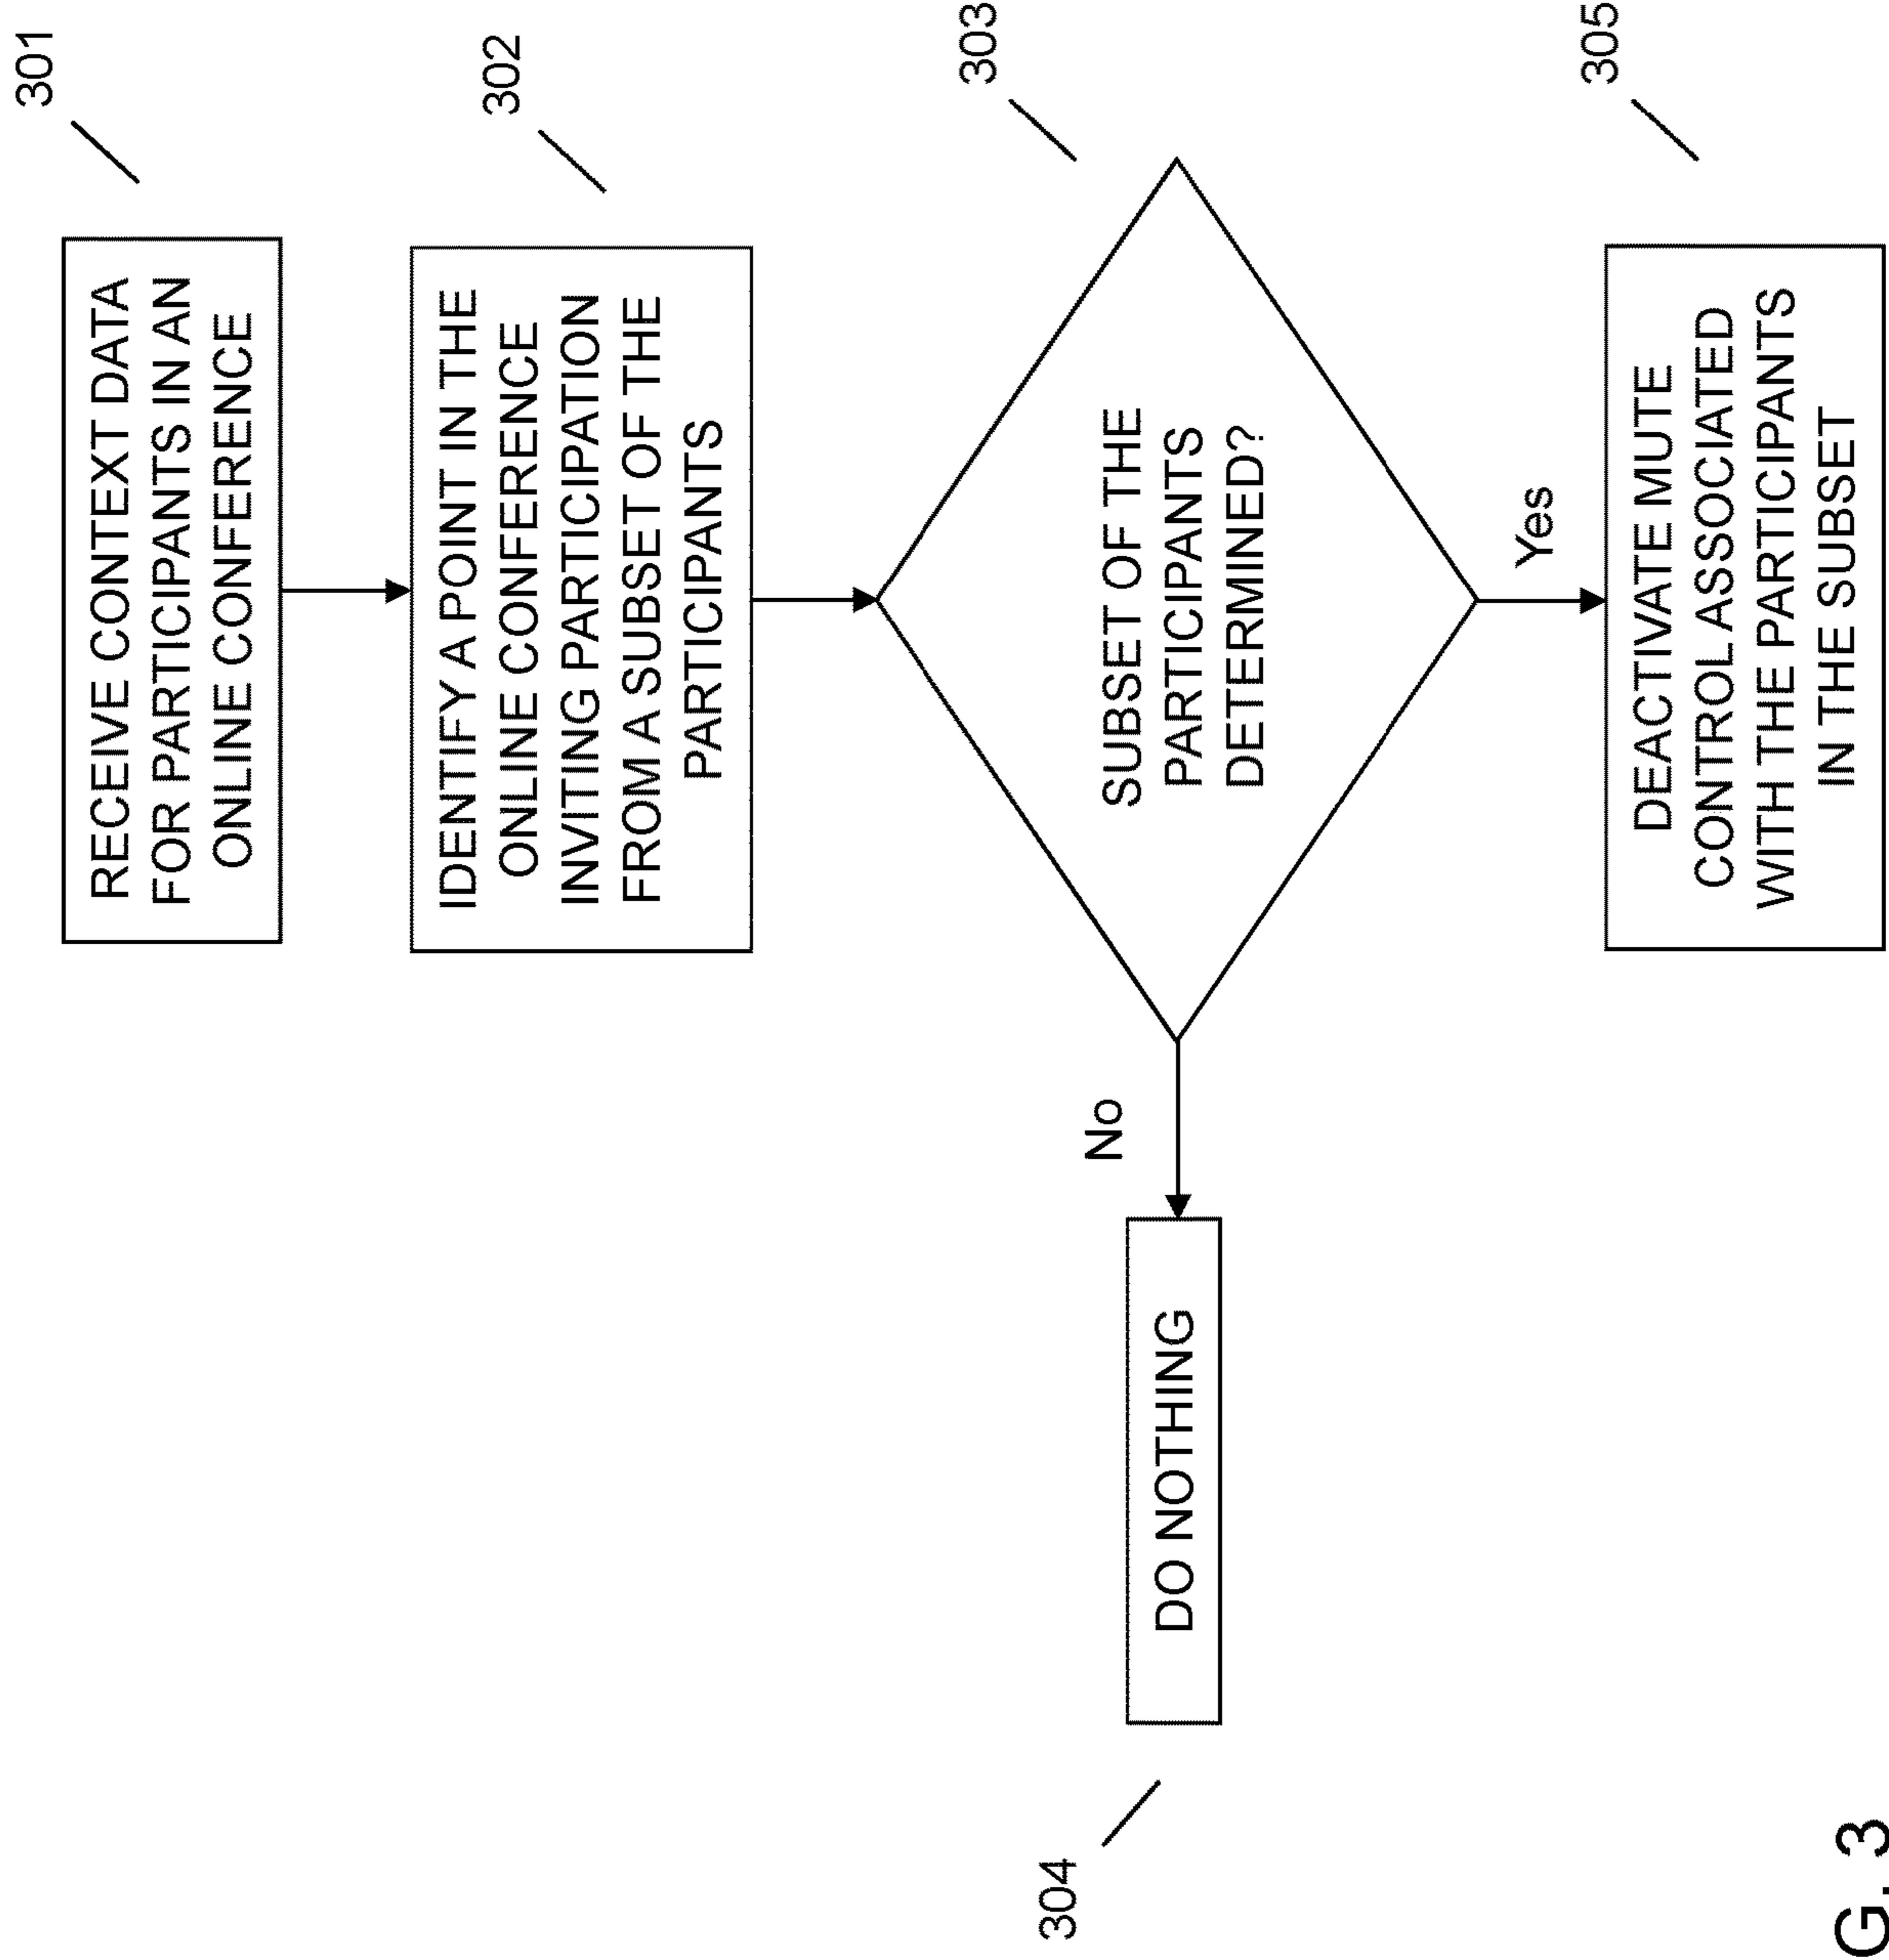 301
RECEIVE CONTEXT DATA
FOR PARTICIPANTS IN AN
ONLINE CONFERENCE
302
IDENTIFY A POINT IN THE
ONLINE CONFERENCE
INVITING PARTICIPATION
FROM A SUBSET OF THE
PARTICIPANTS
303
SUBSET OF THE
PARTICIPANTS
DETERMINED?
No
304
DO NOTHING
Yes
305
DEACTIVATE MUTE
CONTROL ASSOCIATED
WITH THE PARTICIPANTS
IN THE SUBSET
G. 3